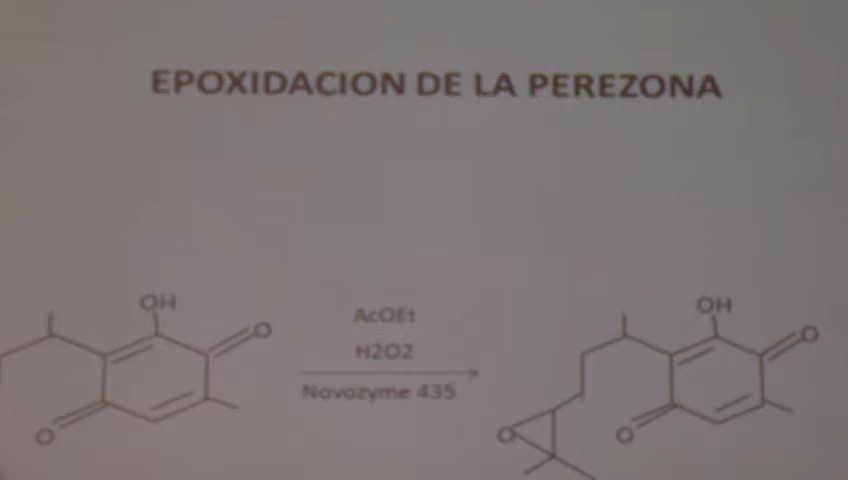 EPOXIDACION DE LA PEREZONA
OH
O
O
AcOEt
H2O2
Novozyme 435
OH
O
O
O